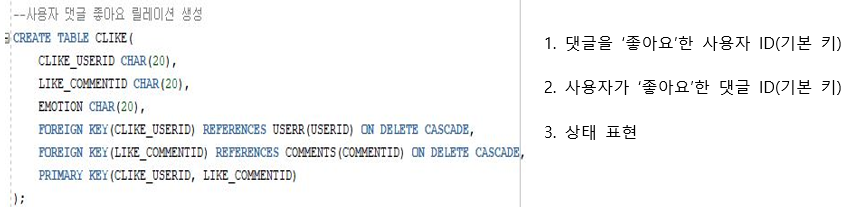 --사용자 댓글 좋아요 릴레이션 생성
CREATE TABLE CLIKE(
CLIKE_USERID CHAR(20),
LIKE_COMMENTID CHAR(20),
EMOTION CHAR(20),
FOREIGN KEY(CLIKE_USERID) REFERENCES USERR(USERID) ON DELETE CASCADE,
FOREIGN KEY(LIKE_COMMENTID) REFERENCES COMMENTS(COMMENTID) ON DELETE CASCADE,
PRIMARY KEY(CLIKE_USERID, LIKE_COMMENTID)
);
1. 댓글을 ‘좋아요’한 사용자 ID(기본 키)
2. 사용자가 ‘좋아요’한 댓글 ID(기본 키)
3. 상태 표현